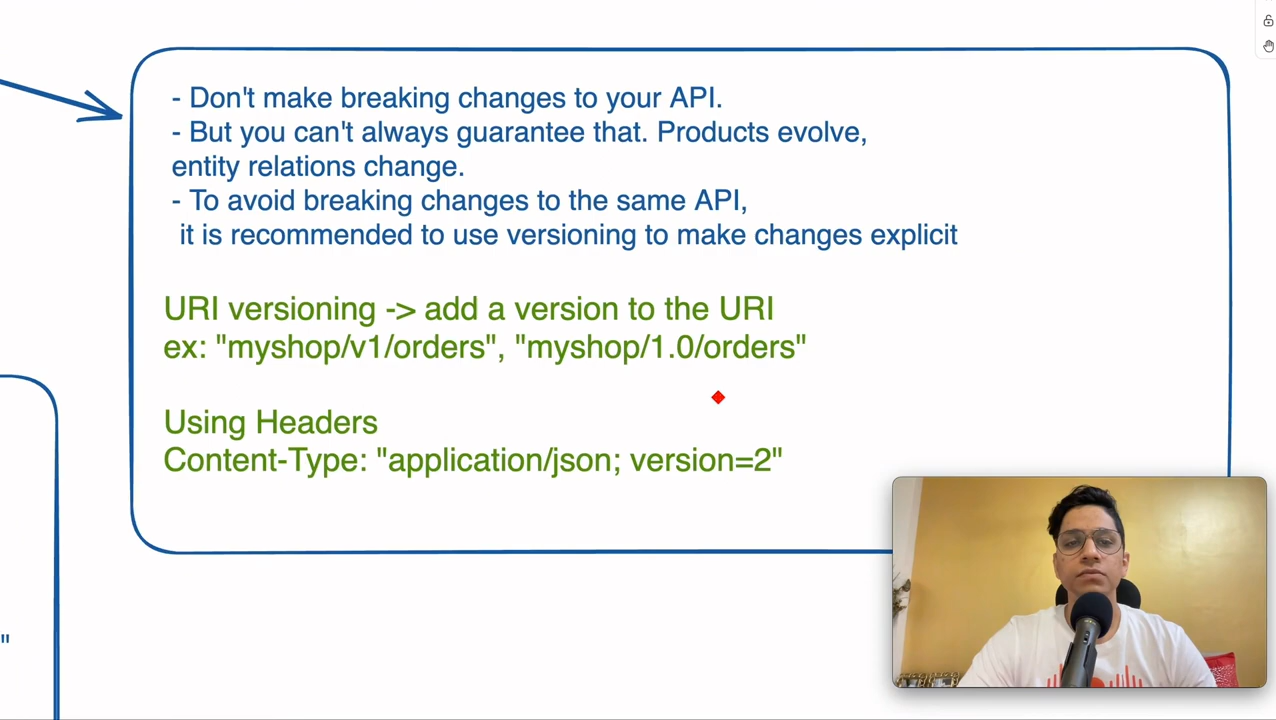 - Don't make breaking changes to your API.
- But you can't always guarantee that. Products evolve,
entity relations change.
- To avoid breaking changes to the same API,
it is recommended to use versioning to make changes explicit
URI versioning -> add a version to the URI
ex: "myshop/v1/orders", "myshop/1.0/orders"
Using Headers
Content-Type: "application/json; version=2"
"